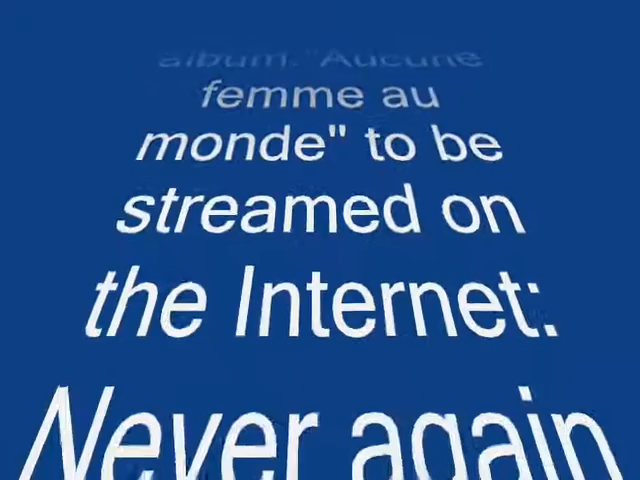 album. "Aucune
femme au
monde" to be
streamed on
the Internet:
Never again